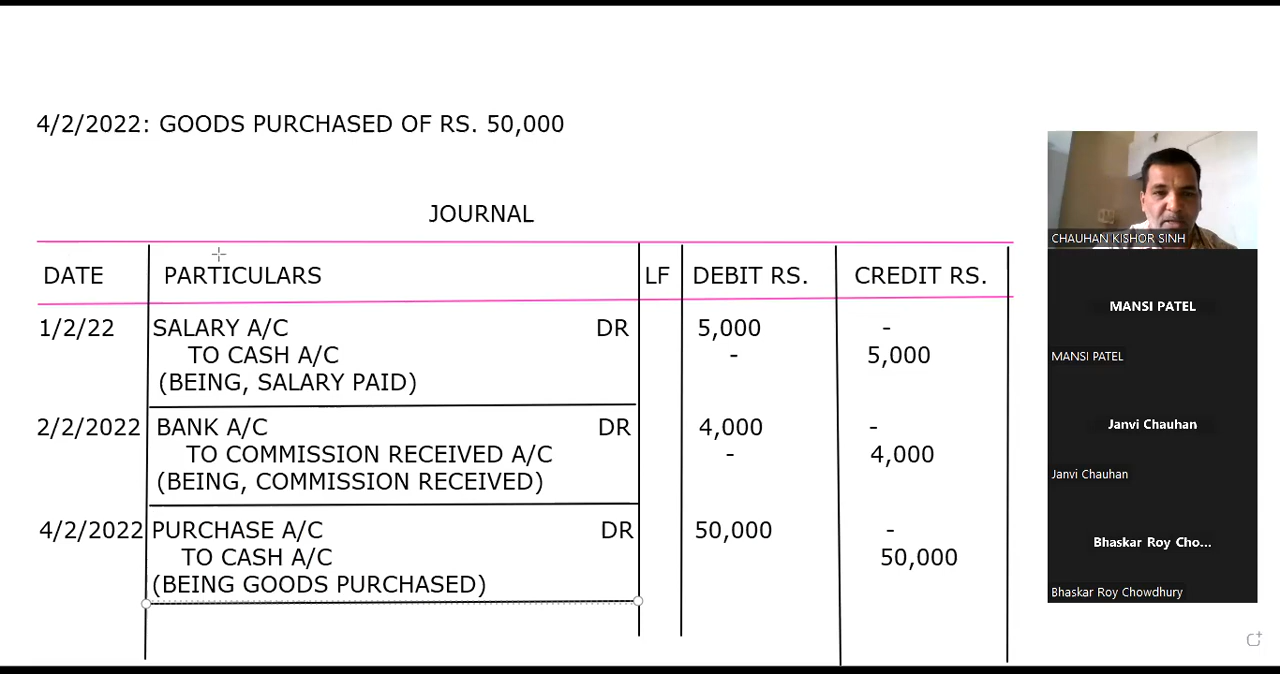 4/2/2022: GOODS PURCHASED OF RS. 50,000
JOURNAL
DATE PARTICULARS LF DEBIT RS. CREDIT RS.
1/2/22 SALARY A/C DR 5,000 -
TO CASH A/C - 5,000
(BEING, SALARY PAID)
2/2/2022 BANK A/C DR 4,000 -
TO COMMISSION RECEIVED A/C - 4,000
(BEING, COMMISSION RECEIVED)
4/2/2022 PURCHASE A/C DR 50,000 -
TO CASH A/C 50,000
(BEING GOODS PURCHASED)
CHAUHAN KISHOR SINH
MANSI PATEL
MANSI PATEL
Janvi Chauhan
Janvi Chauhan
Bhaskar Roy Cho...
Bhaskar Roy Chowdhury